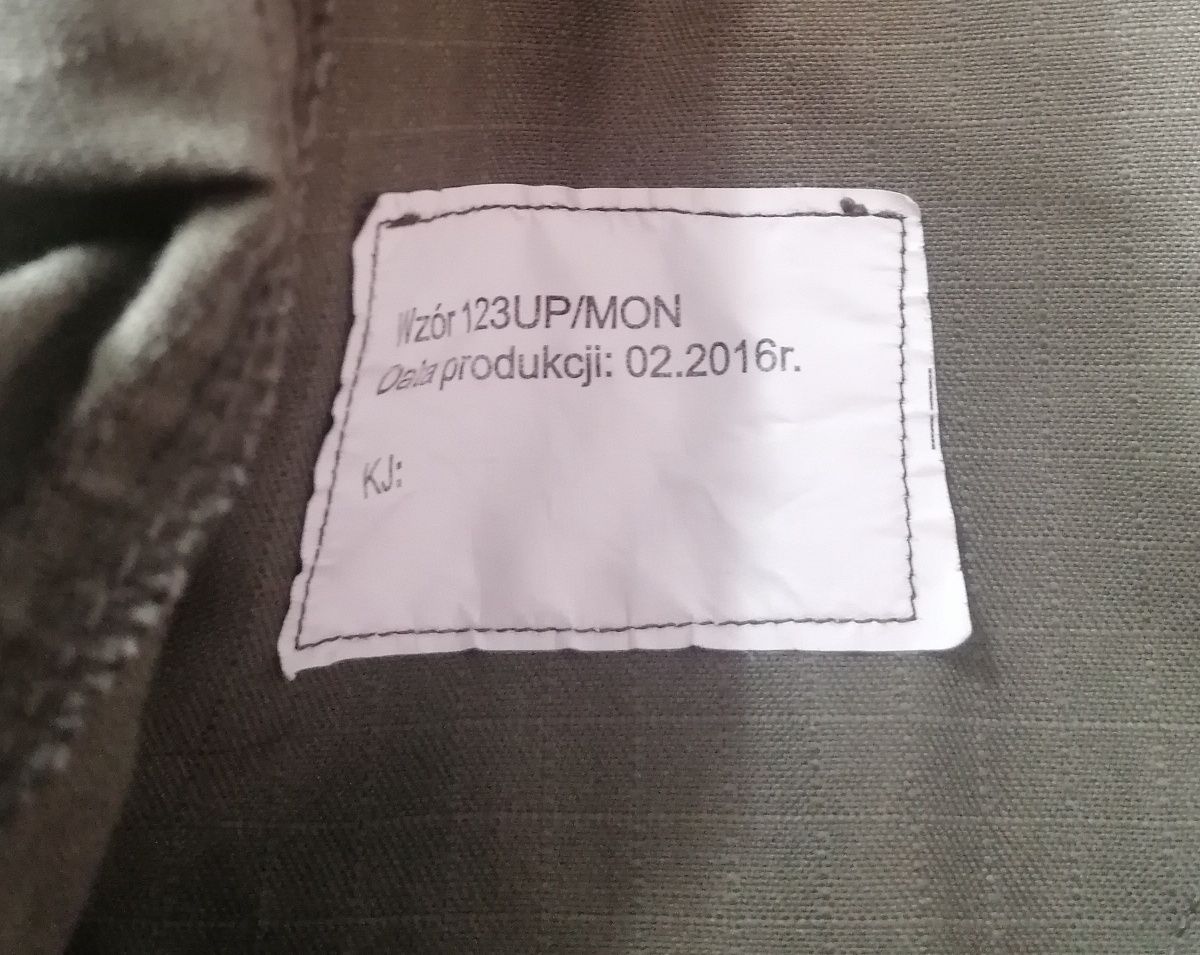 Wzór 123UP/MON
Data produkcji: 02.2016r.
KJ: